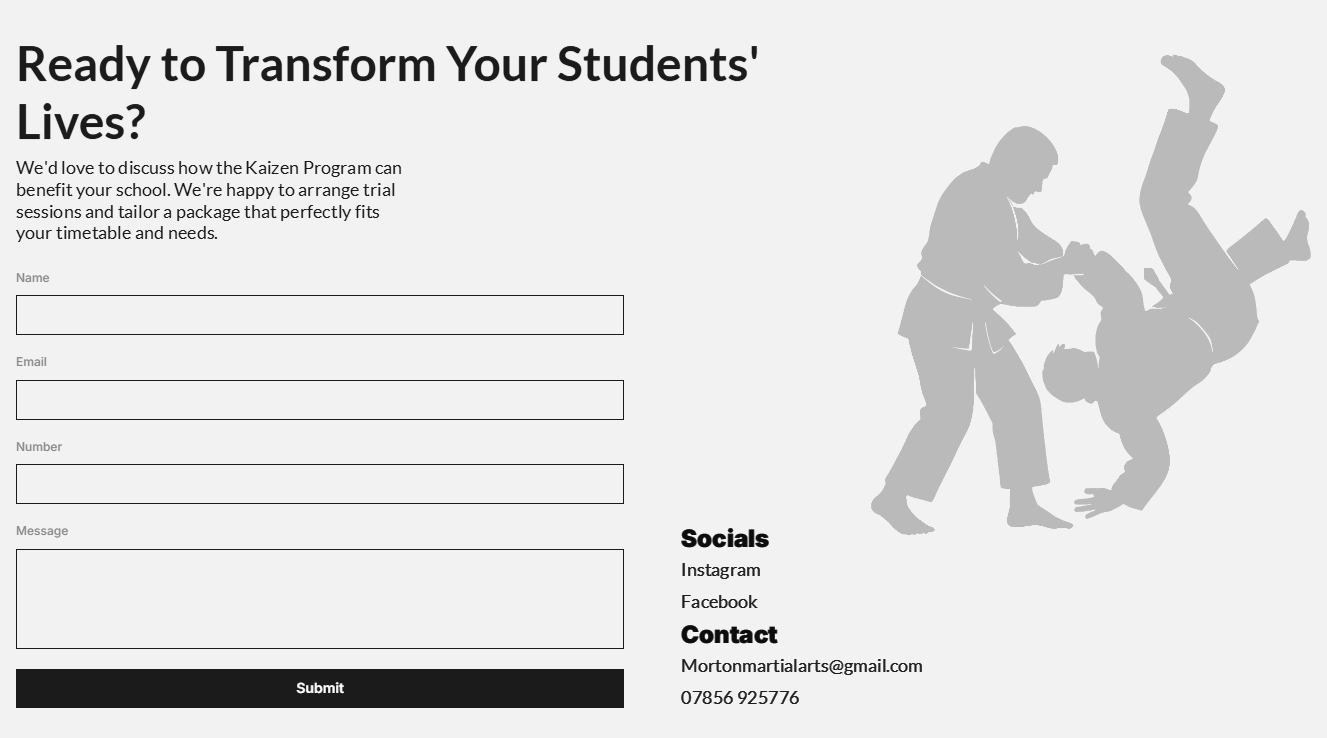 Ready to Transform Your Students'
Lives?
We'd love to discuss how the Kaizen Program can
benefit your school. We're happy to arrange trial
sessions and tailor a package that perfectly fits
your timetable and needs.
Name
Email
Number
Message
Submit
Socials
Instagram
Facebook
Contact
Mortonmartialarts@gmail.com
07856 925776